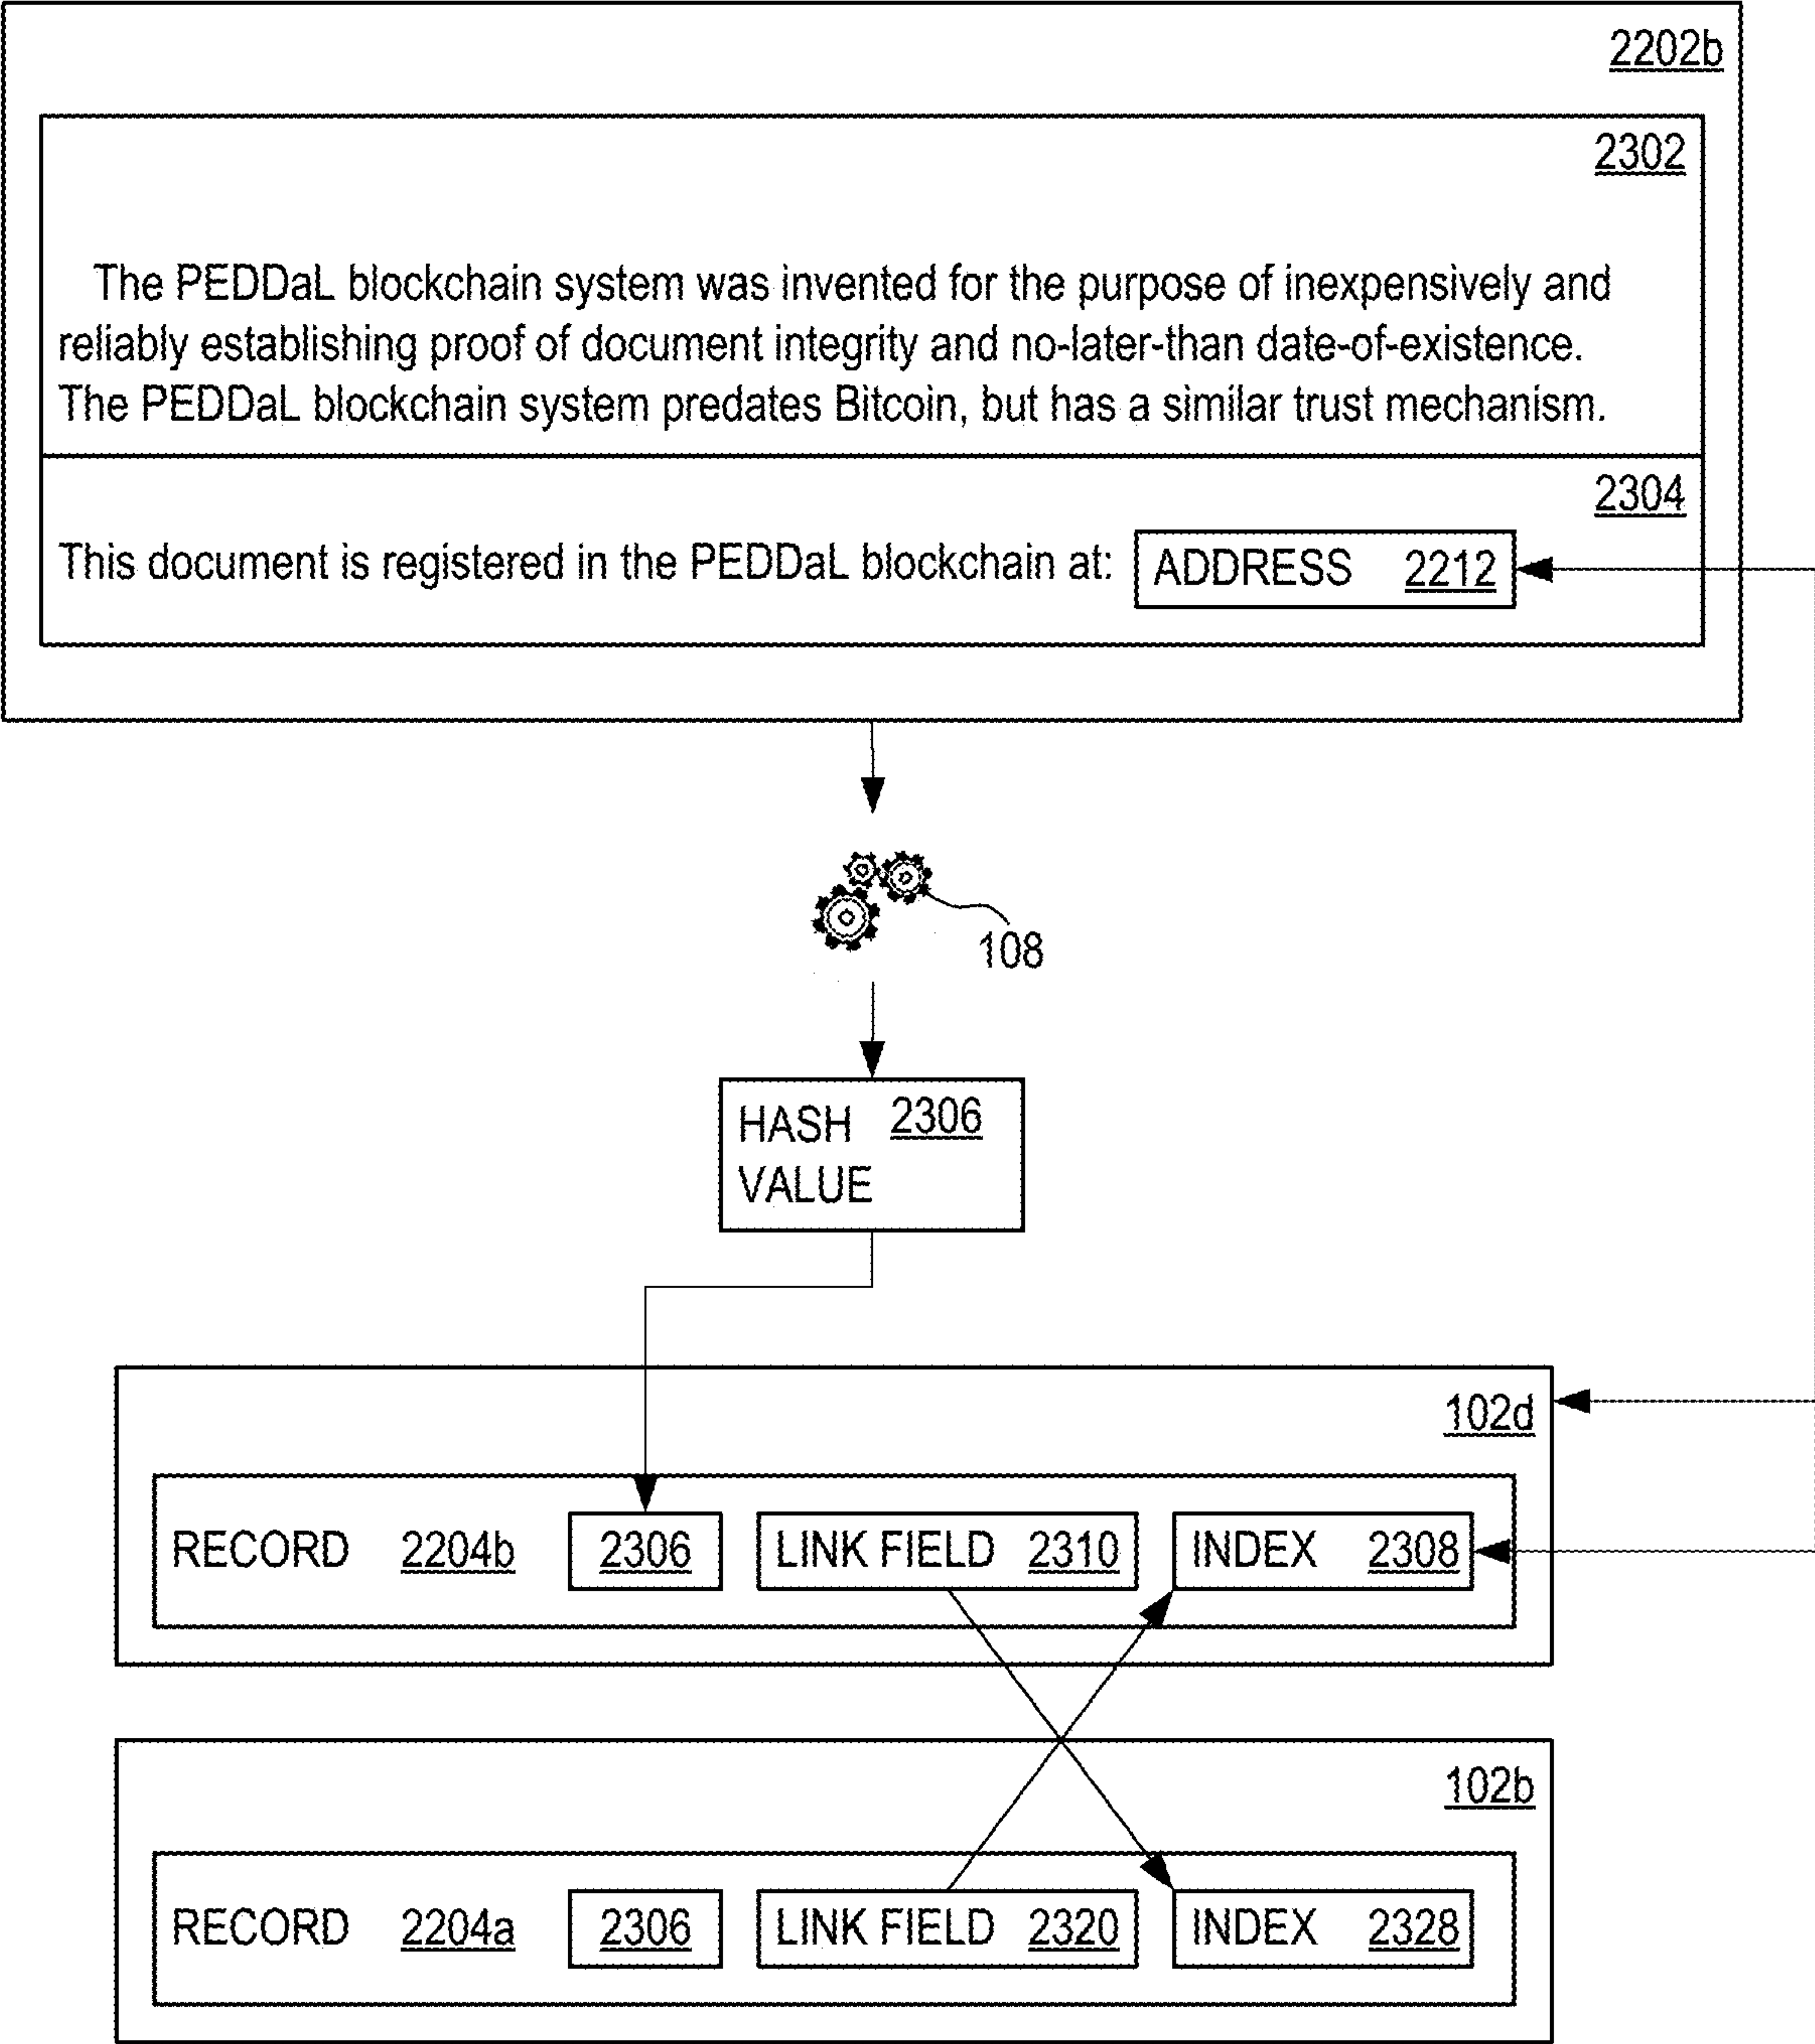 2202b
2302
The PEDDaL blockchain system was invented for the purpose of inexpensively and
reliably establishing proof of document integrity and no-later-than date-of-existence.
The PEDDaL blockchain system predates Bitcoin, but has a similar trust mechanism.
2304
This document is registered in the PEDDaL blockchain at: ADDRESS 2212
108
HASH 2306
VALUE
102d
RECORD 2204b 2306 LINK FIELD 2310 INDEX 2308
102b
RECORD 2204a 2306 LINK FIELD 2320 INDEX 2328